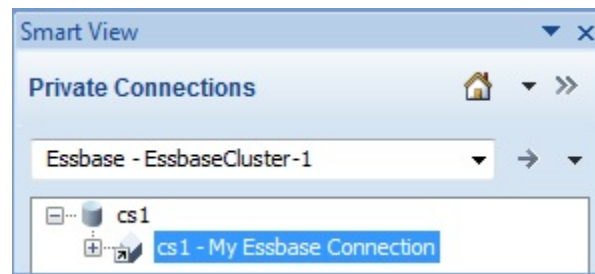 Smart View
Private Connections
Essbase - EssbaseCluster-1
cs1
cs1 - My Essbase Connection